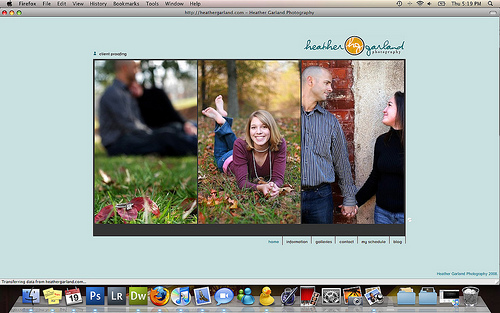 Firefox File Edit View History Bookmarks Tools Window Help Thu 5:19 PM
http://heathergarland.com – Heather Garland Photography
heather hg garland
photography
client proofing
home information galleries contact my schedule blog
Heather Garland Photography 2008
Transferring data from heathergarland.com...
19 Ps LR Dw